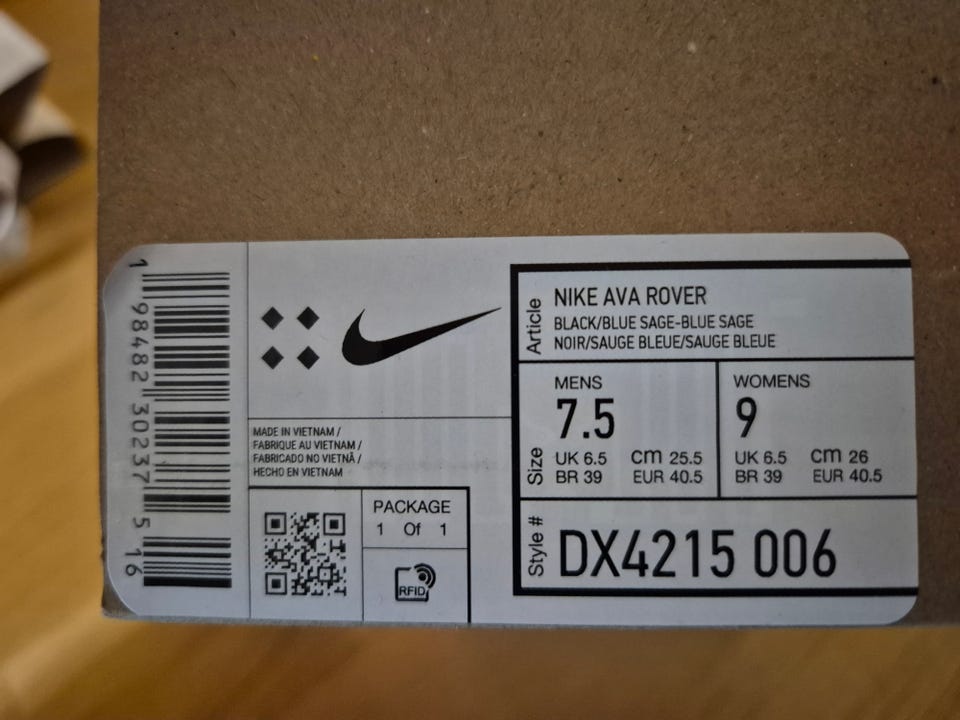 1 98482 30237 5 16
MADE IN VIETNAM /
FABRIQUE AU VIETNAM /
FABRICADO NO VIETNÃ /
HECHO EN VIETNAM
PACKAGE
1 Of 1
RFID
Article
NIKE AVA ROVER
BLACK/BLUE SAGE-BLUE SAGE
NOIR/SAUGE BLEUE/SAUGE BLEUE
Size
MENS
7.5
UK 6.5 cm 25.5
BR 39 EUR 40.5
WOMENS
9
UK 6.5 cm 26
BR 39 EUR 40.5
Style #
DX4215 006